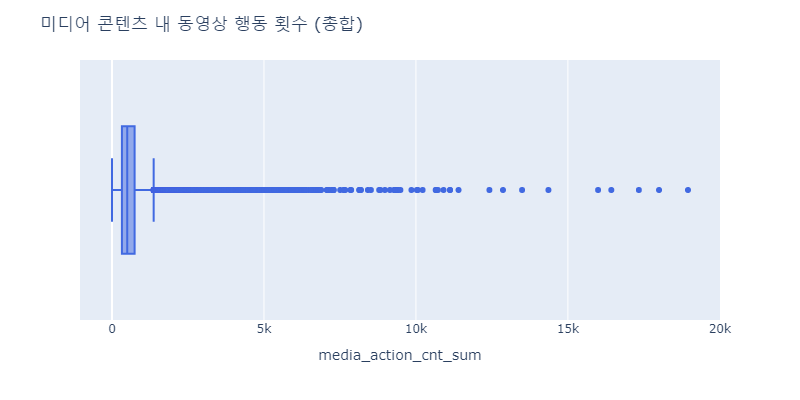 미디어 콘텐츠 내 동영상 행동 횟수 (총합)
0 5k 10k 15k 20k
media_action_cnt_sum